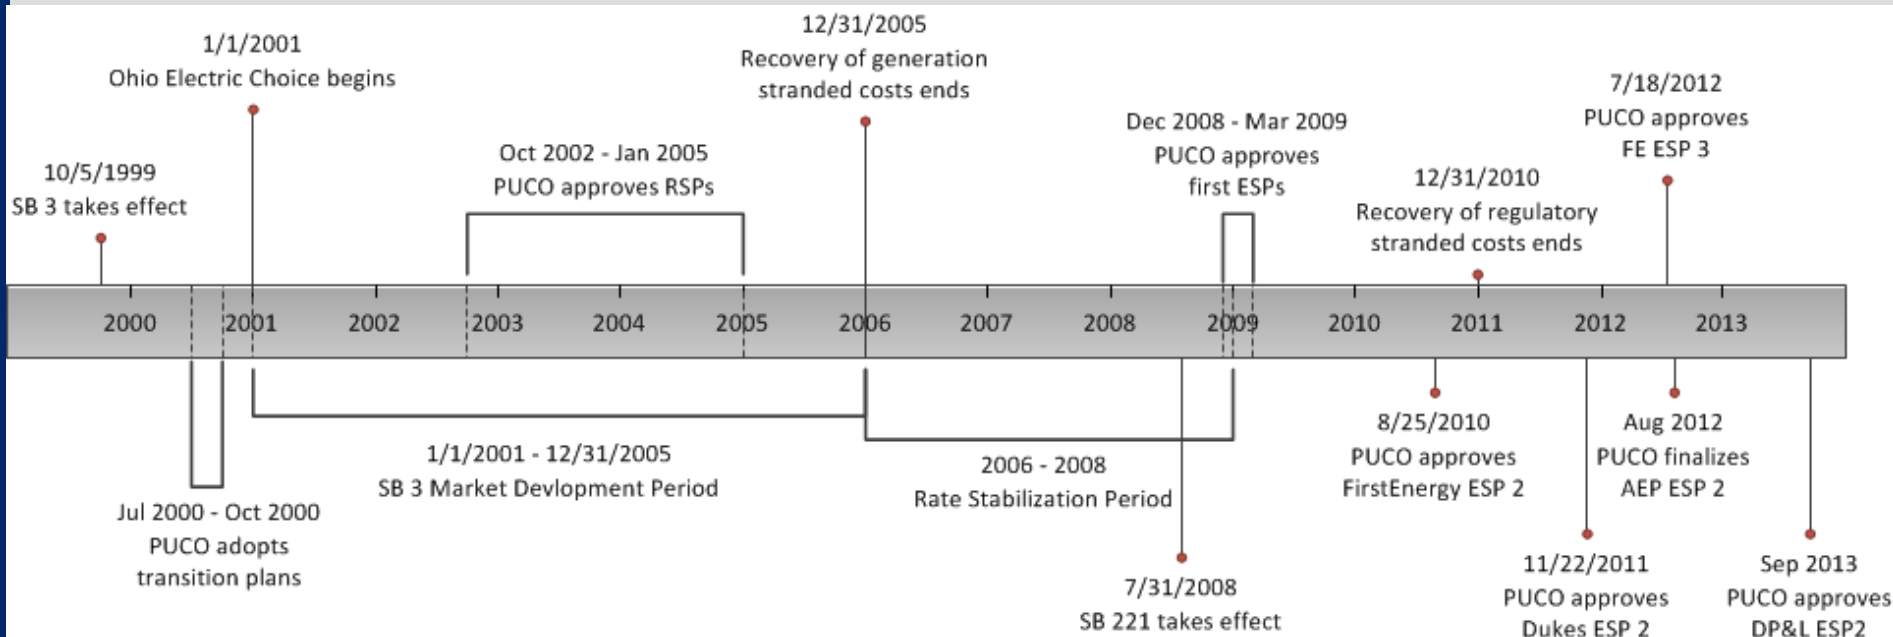 10/5/1999
SB 3 takes effect
1/1/2001
Ohio Electric Choice begins
Oct 2002 - Jan 2005
PUCO approves RSPs
12/31/2005
Recovery of generation
stranded costs ends
Dec 2008 - Mar 2009
PUCO approves
first ESPs
12/31/2010
Recovery of regulatory
stranded costs ends
7/18/2012
PUCO approves
FE ESP 3
2000 2001 2002 2003 2004 2005 2006 2007 2008 2009 2010 2011 2012 2013
Jul 2000 - Oct 2000
PUCO adopts
transition plans
1/1/2001 - 12/31/2005
SB 3 Market Devlopment Period
2006 - 2008
Rate Stabilization Period
7/31/2008
SB 221 takes effect
8/25/2010
PUCO approves
FirstEnergy ESP 2
11/22/2011
PUCO approves
Dukes ESP 2
Aug 2012
PUCO finalizes
AEP ESP 2
Sep 2013
PUCO approves
DP&L ESP2